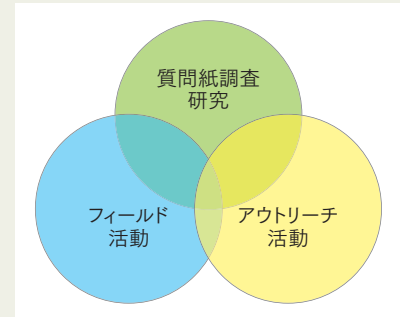 質問紙調査
研究
フィールド
活動
アウトリーチ
活動